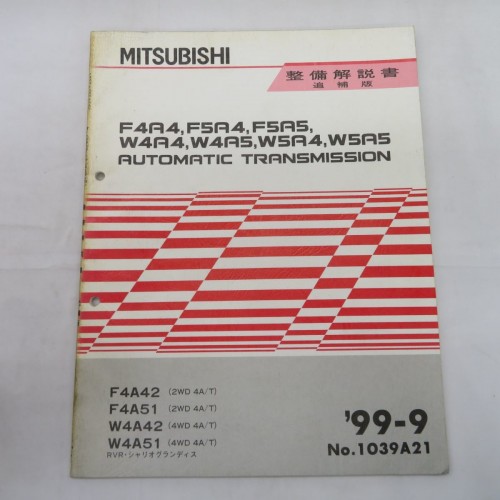 MITSUBISHI
整備解説書
追補版
F4A4, F5A4, F5A5,
W4A4, W4A5, W5A4, W5A5
AUTOMATIC TRANSMISSION
F4A42 (2WD 4A/T)
F4A51 (2WD 4A/T)
W4A42 (4WD 4A/T)
W4A51 (4WD 4A/T)
RVR・シャリオグランディス
'99-9
No.1039A21